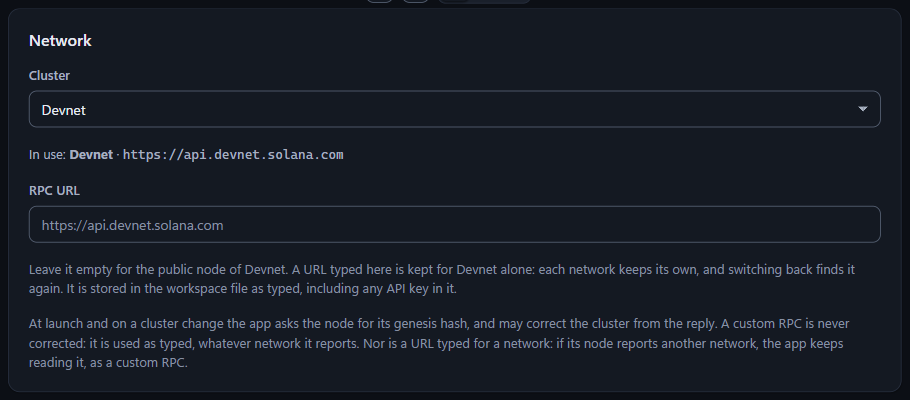 Network
Cluster
Devnet
In use: Devnet · https://api.devnet.solana.com
RPC URL
https://api.devnet.solana.com
Leave it empty for the public node of Devnet. A URL typed here is kept for Devnet alone: each network keeps its own, and switching back finds it
again. It is stored in the workspace file as typed, including any API key in it.
At launch and on a cluster change the app asks the node for its genesis hash, and may correct the cluster from the reply. A custom RPC is never
corrected: it is used as typed, whatever network it reports. Nor is a URL typed for a network: if its node reports another network, the app keeps
reading it, as a custom RPC.